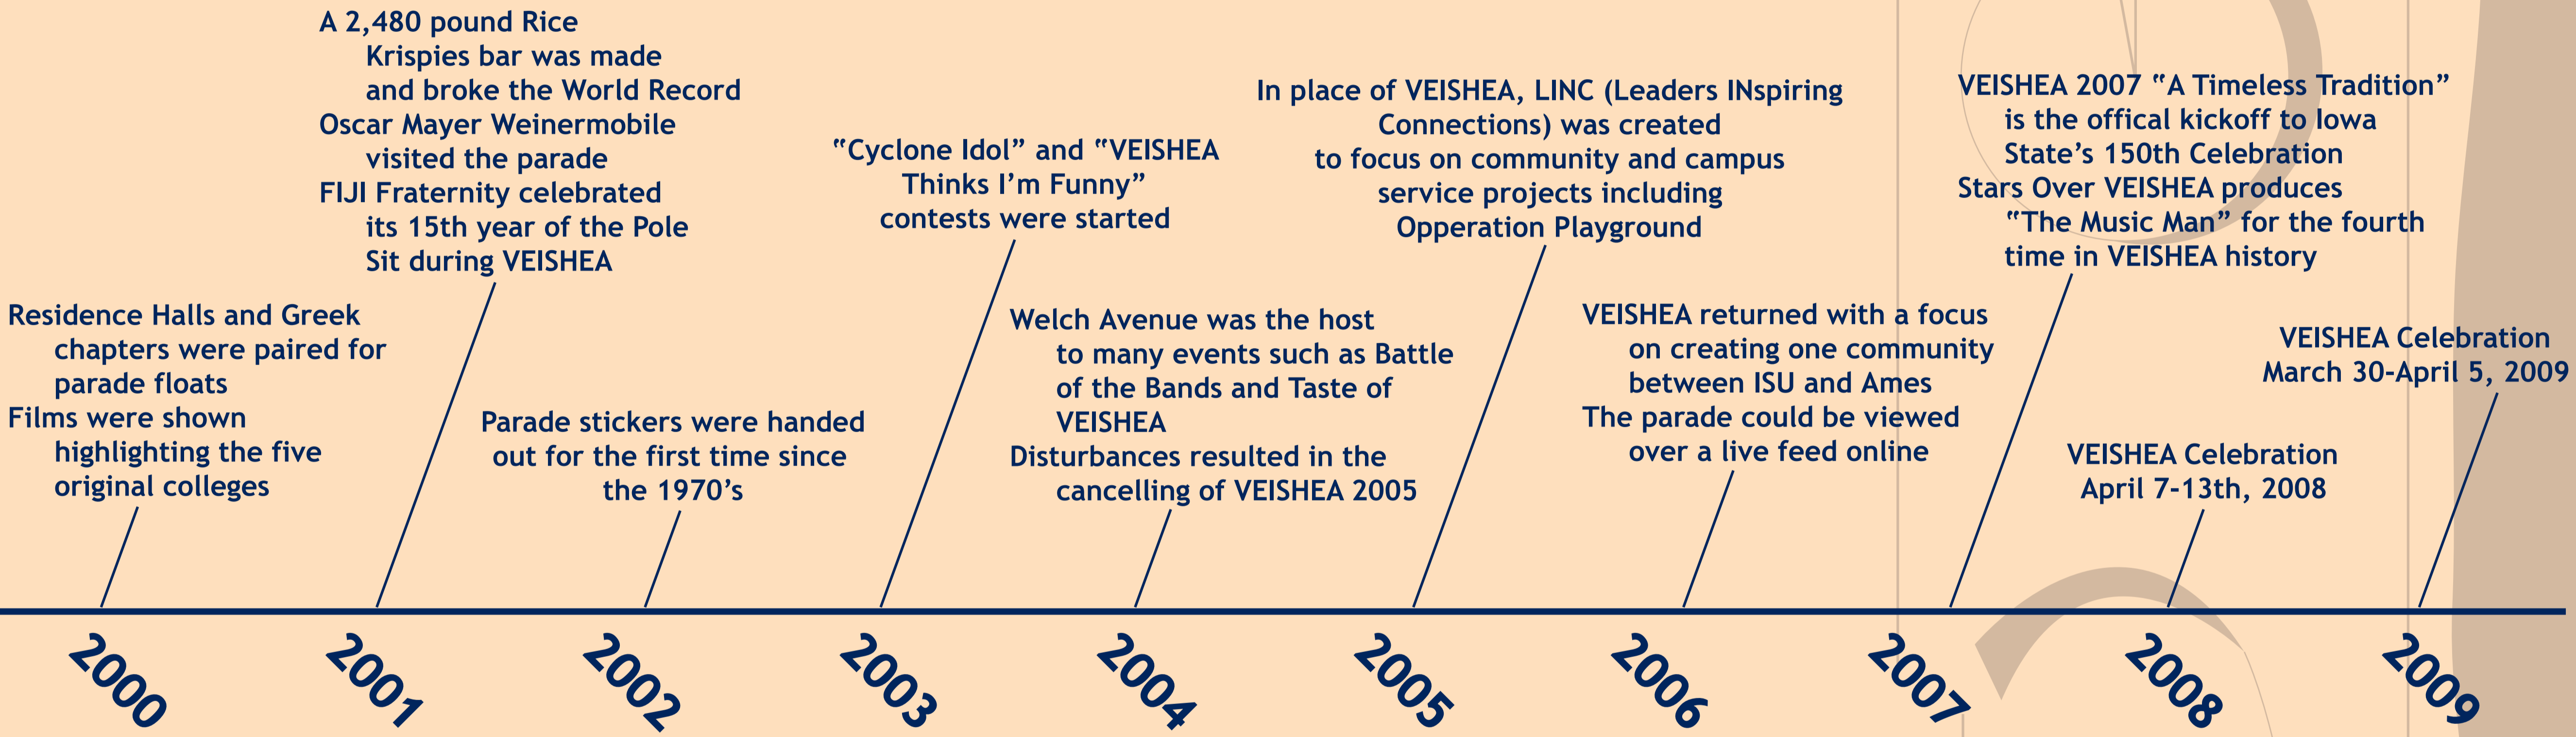 Residence Halls and Greek
chapters were paired for
parade floats
Films were shown
highlighting the five
original colleges
A 2,480 pound Rice
Krispies bar was made
and broke the World Record
Oscar Mayer Weinermobile
visited the parade
FIJI Fraternity celebrated
its 15th year of the Pole
Sit during VEISHEA
Parade stickers were handed
out for the first time since
the 1970’s
“Cyclone Idol” and “VEISHEA
Thinks I’m Funny”
contests were started
Welch Avenue was the host
to many events such as Battle
of the Bands and Taste of
VEISHEA
Disturbances resulted in the
cancelling of VEISHEA 2005
In place of VEISHEA, LINC (Leaders INspiring
Connections) was created
to focus on community and campus
service projects including
Opperation Playground
VEISHEA returned with a focus
on creating one community
between ISU and Ames
The parade could be viewed
over a live feed online
VEISHEA 2007 “A Timeless Tradition”
is the offical kickoff to Iowa
State’s 150th Celebration
Stars Over VEISHEA produces
“The Music Man” for the fourth
time in VEISHEA history
VEISHEA Celebration
April 7-13th, 2008
VEISHEA Celebration
March 30-April 5, 2009
2000
2001
2002
2003
2004
2005
2006
2007
2008
2009